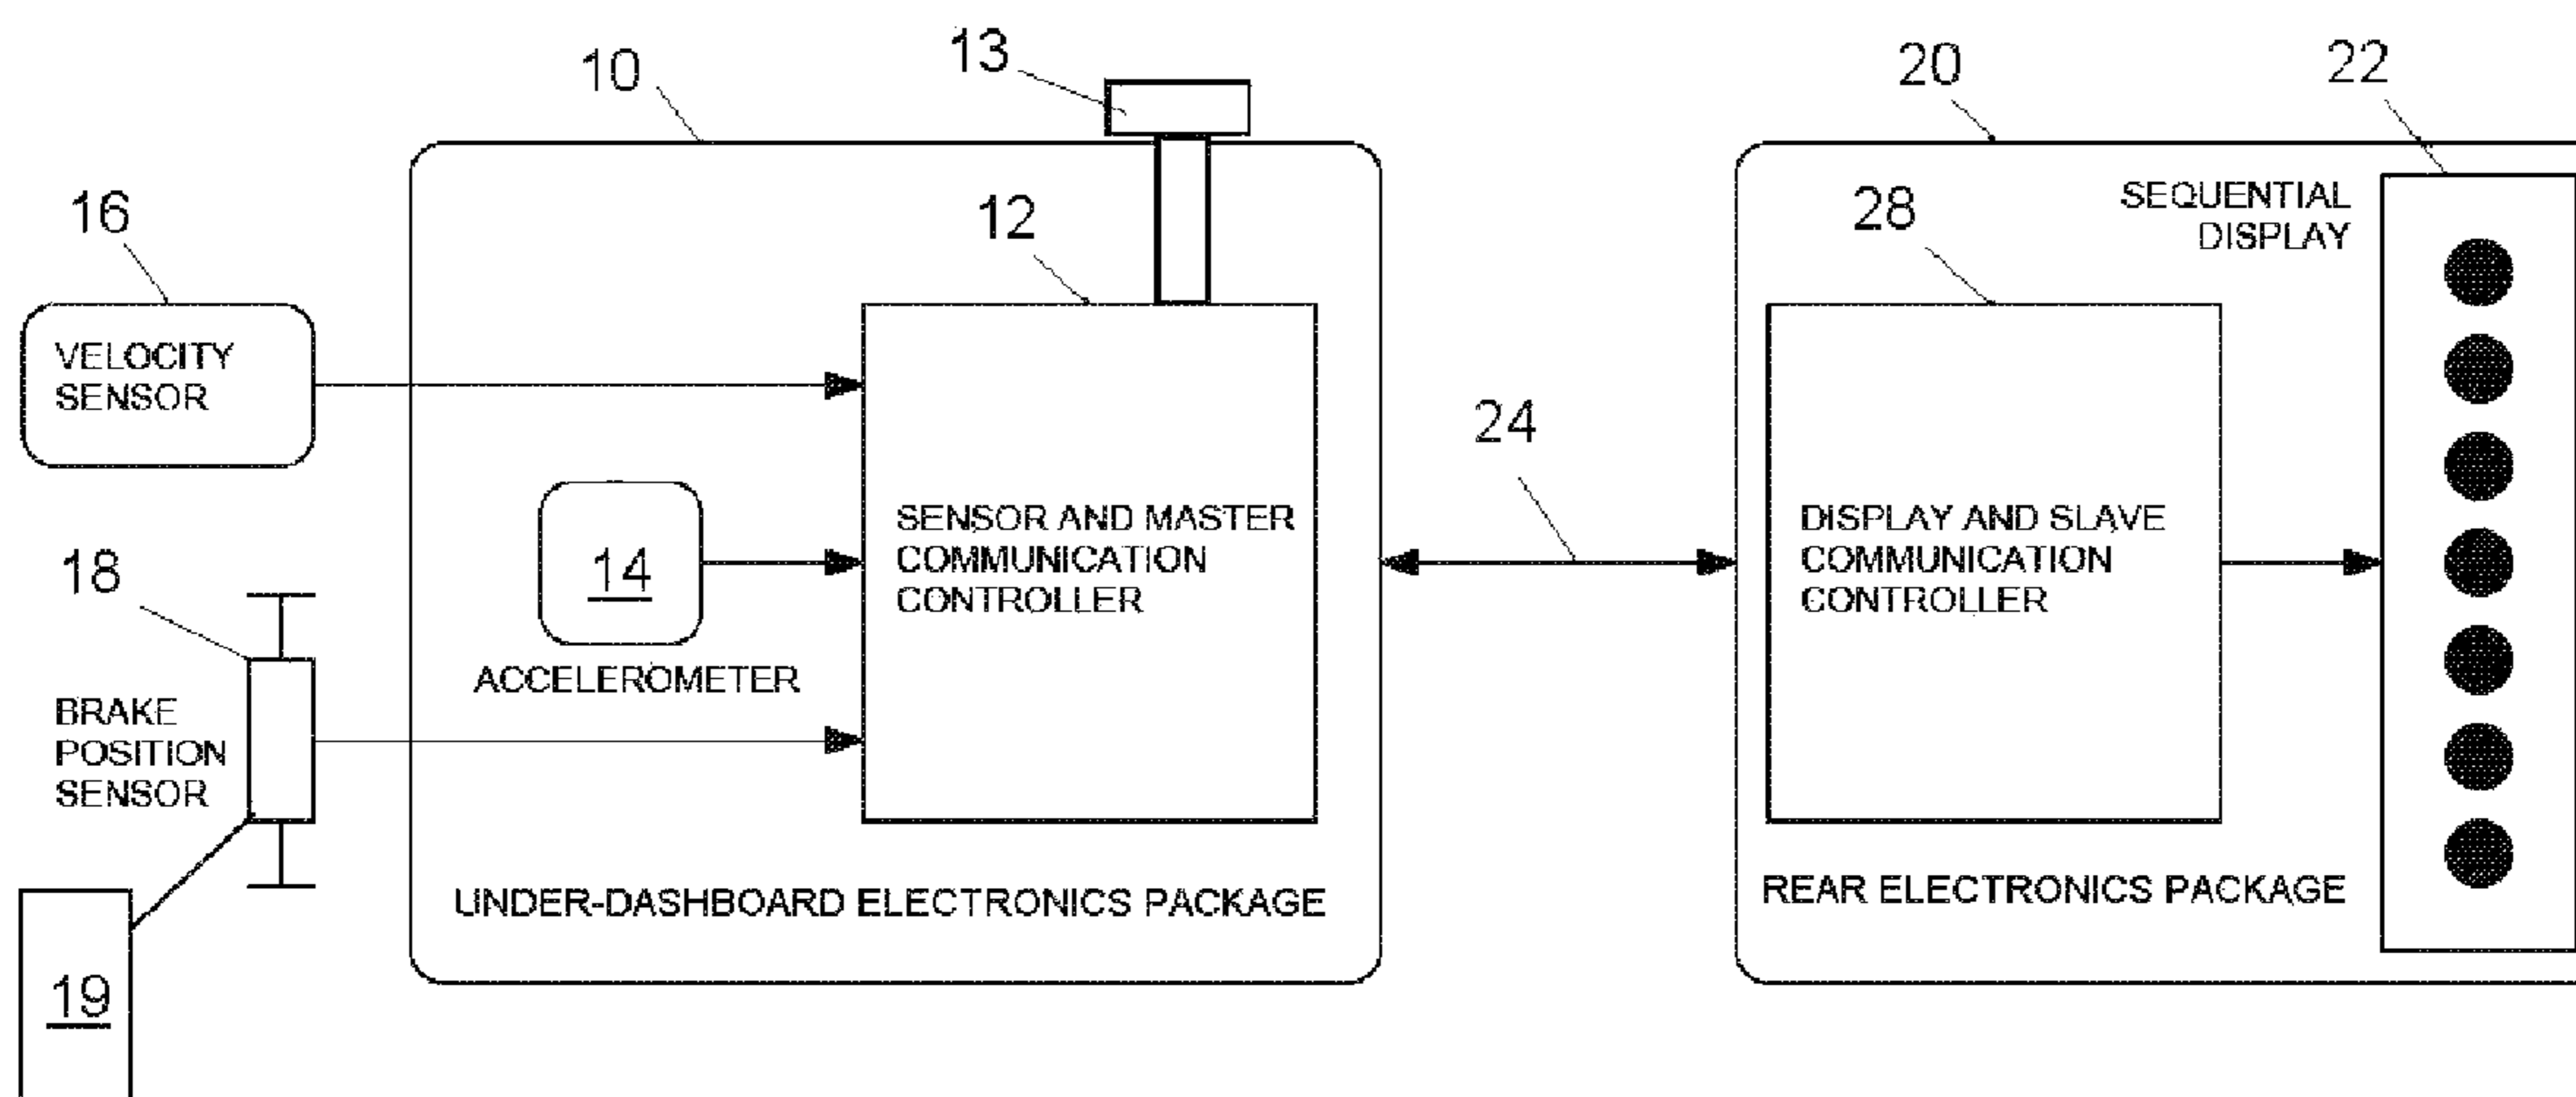 10
13
20
22
16
12
28
SEQUENTIAL
DISPLAY
VELOCITY
SENSOR
24
18
14
ACCELEROMETER
SENSOR AND MASTER
COMMUNICATION
CONTROLLER
DISPLAY AND SLAVE
COMMUNICATION
CONTROLLER
BRAKE
POSITION
SENSOR
UNDER-DASHBOARD ELECTRONICS PACKAGE
REAR ELECTRONICS PACKAGE
19